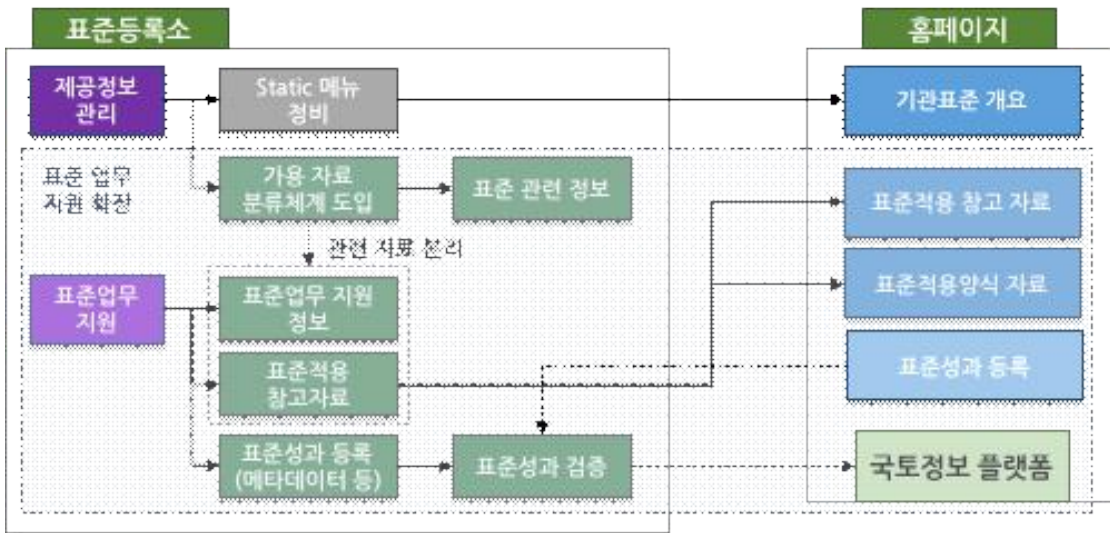 표준등록소
홈페이지
제공정보
관리
Static 메뉴
정비
기관표준 개요
표준 업무
지원 확장
가용 자료
분류체계 도입
표준 관련 정보
표준적용 참고 자료
관련 자료 분리
표준업무
지원
표준업무 지원
정보
표준적용양식 자료
표준적용
참고자료
표준성과 등록
표준성과 등록
(메타데이터 등)
표준성과 검증
국토정보 플랫폼